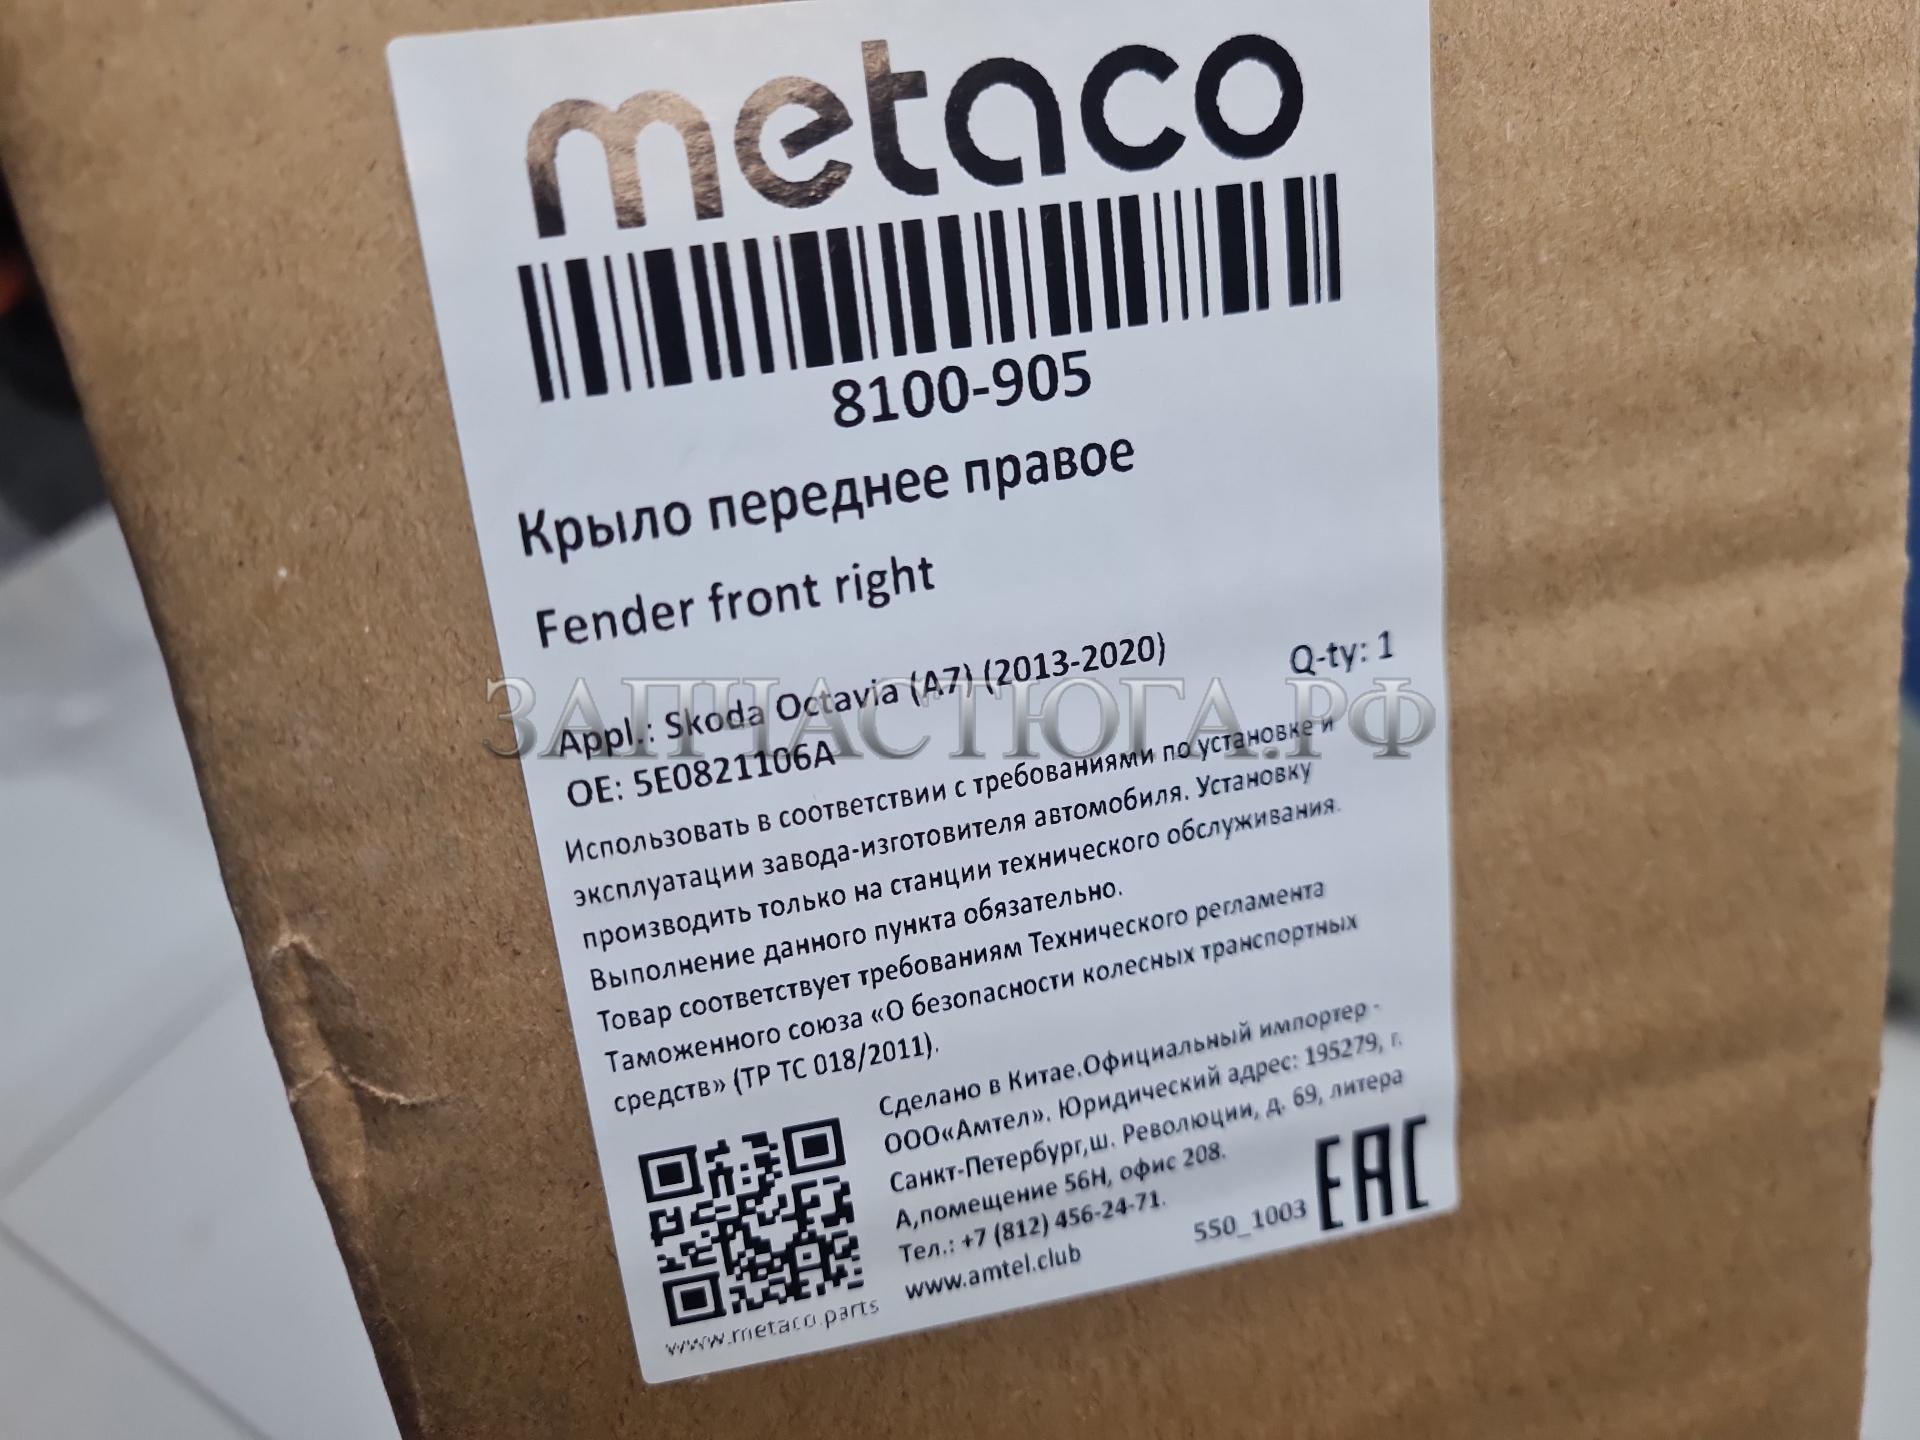 metaco
8100-905
Крыло переднее правое
Fender front right
Appl.: Skoda Octavia (A7) (2013-2020)
Q-ty: 1
ЗАПЧАСТЮГА.РФ
OE: 5E0821106A
Использовать в соответствии с требованиями по установке и
эксплуатации завода-изготовителя автомобиля. Установку
производить только на станции технического обслуживания.
Выполнение данного пункта обязательно.
Товар соответствует требованиям Технического регламента
Таможенного союза «О безопасности колесных транспортных
средств» (ТР ТС 018/2011).
Сделано в Китае.Официальный импортер -
ООО«Амтел». Юридический адрес: 195279, г.
Санкт-Петербург,ш. Революции, д. 69, литера
А,помещение 56Н, офис 208.
Тел.: +7 (812) 456-24-71.
www.amtel.club
550_1003
EAC
www.metaco.parts